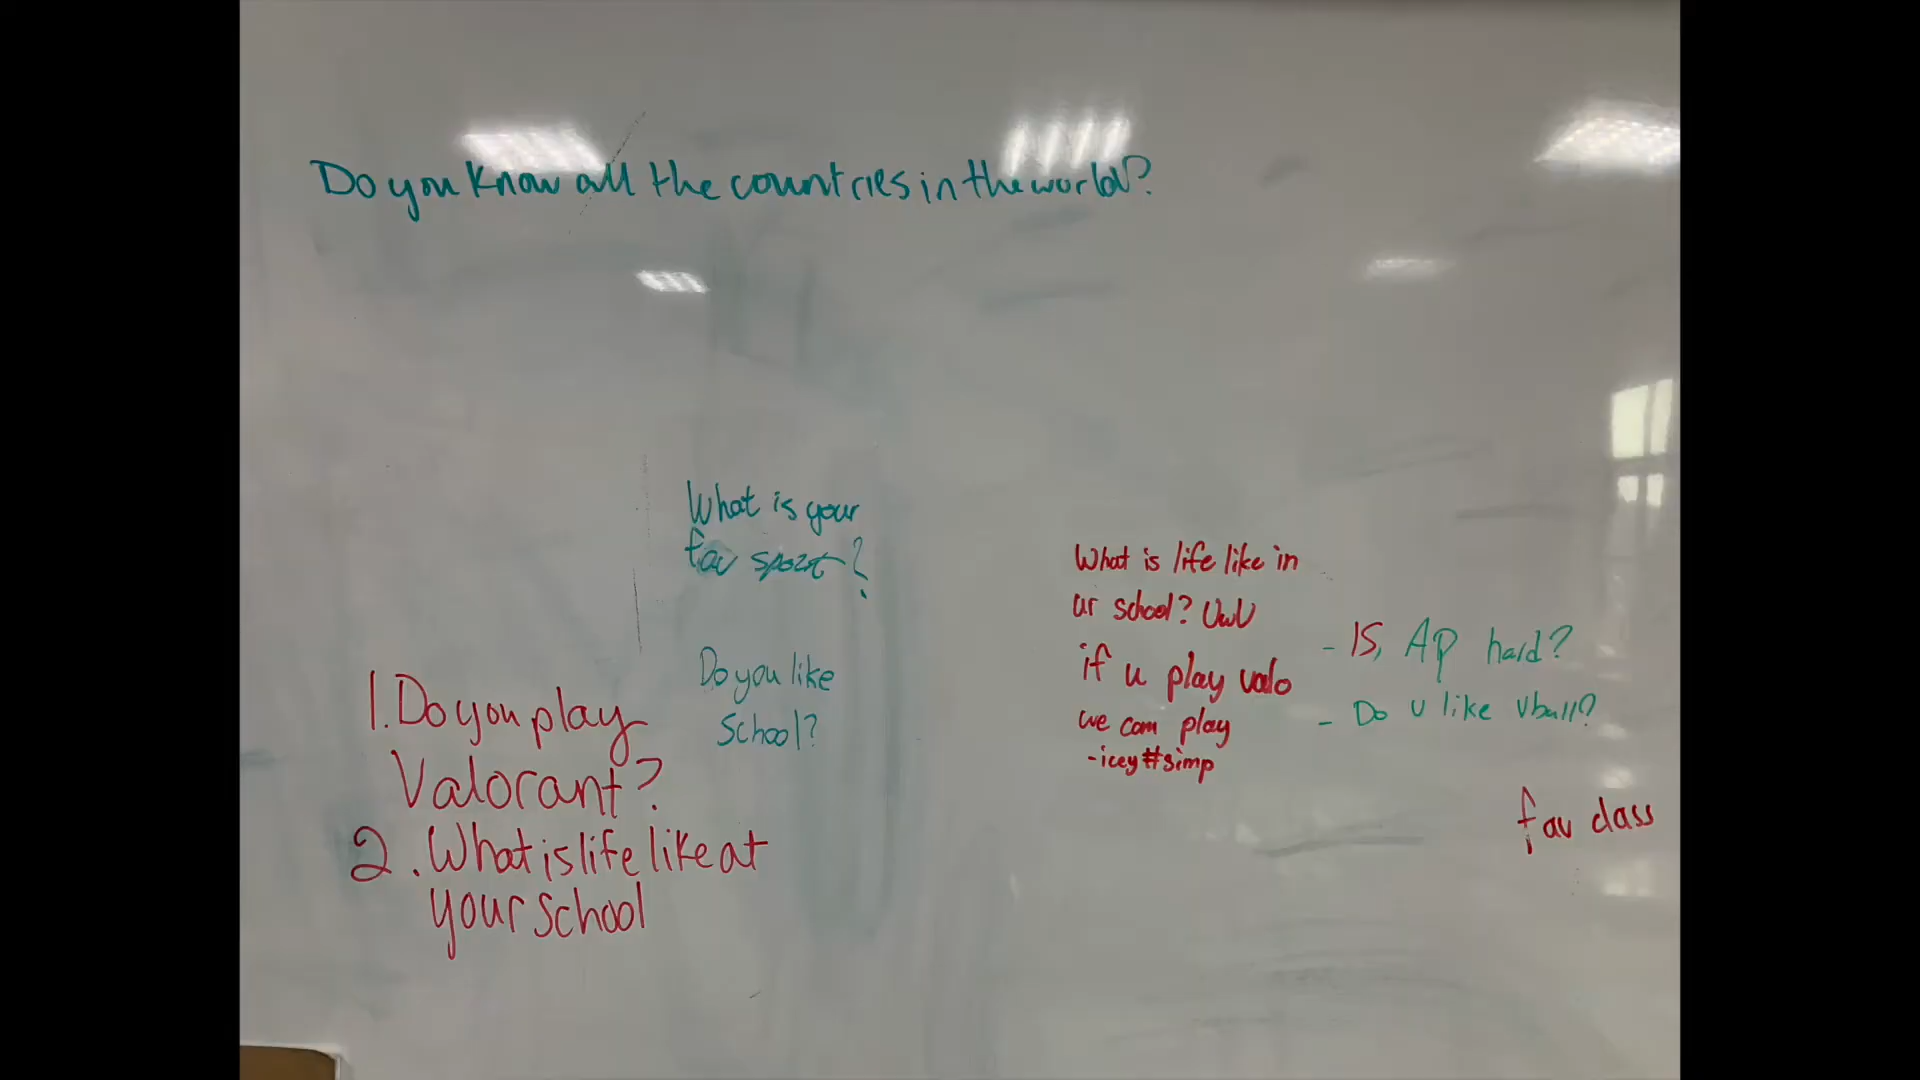 Do you know all the countries in the world?
What is your
fav sport?
Do you like
School?
1. Do you play
Valorant?
2. What is life like at
your school
What is life like in
ur school? UwU
if u play valo
we can play
-icey#simp
- IS, AP hard?
- Do u like Vball?
fav class